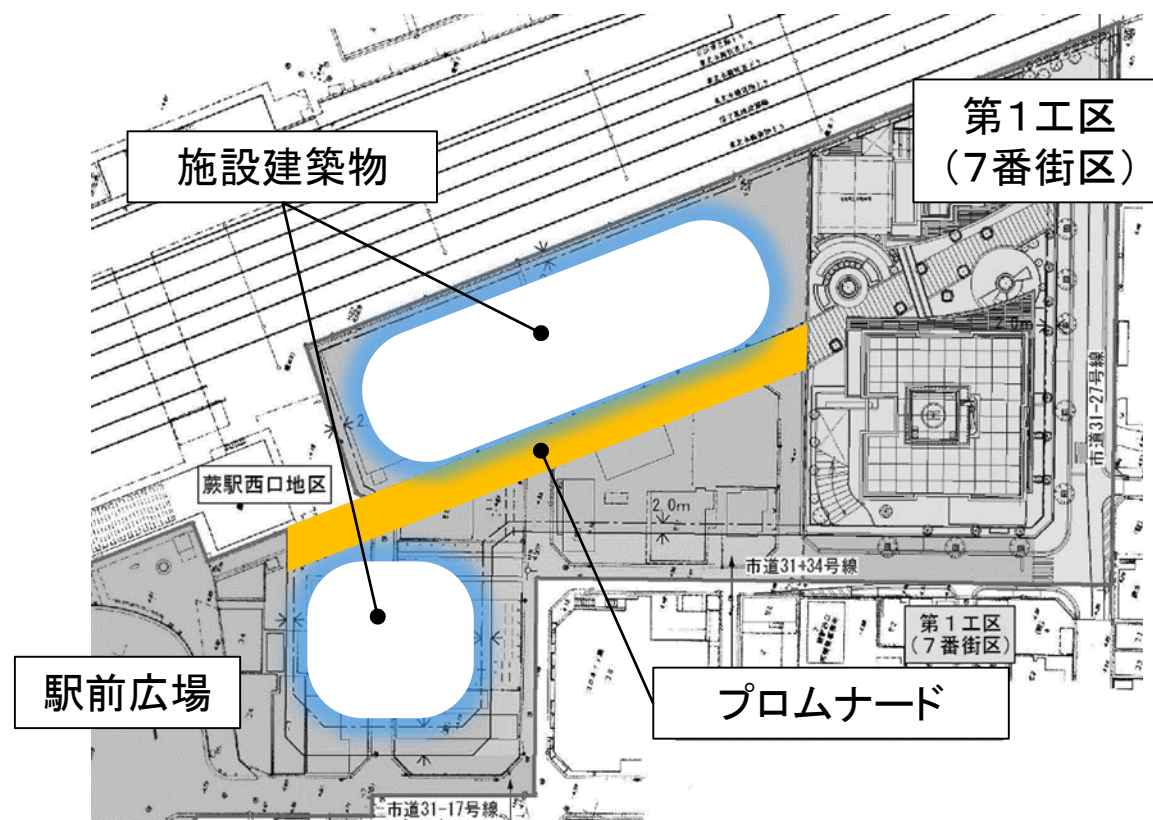 第1工区
(7番街区)
施設建築物
2.0m
市道31-27号線
蕨駅西口地区
2.0m
市道31+34号線
第1工区
(7番街区)
駅前広場
プロムナード
市道31-17号線